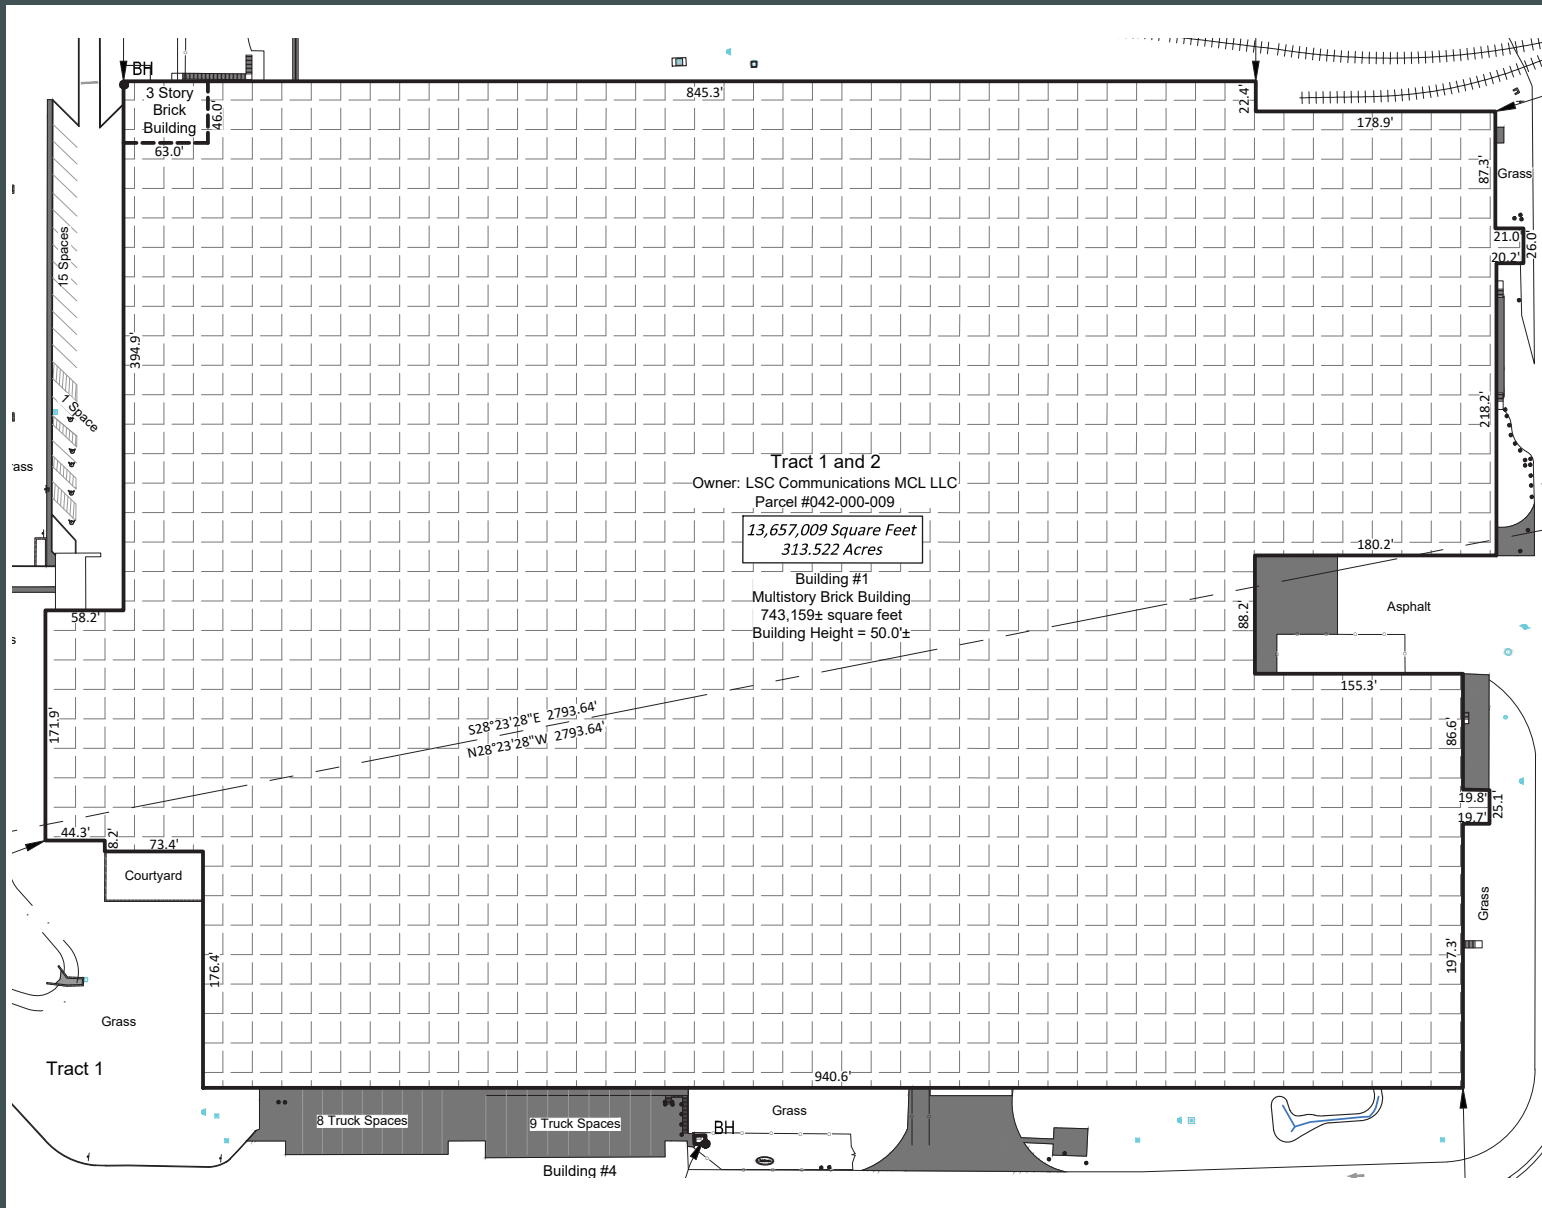 BH
3 Story
Brick
Building
46.0'
63.0'
845.3'
22.4'
178.9'
87.3'
Grass
21.0'
26.0'
20.2'
15 Spaces
394.9'
1 Space
218.2'
ass
Tract 1 and 2
Owner: LSC Communications MCL LLC
Parcel #042-000-009
13,657,009 Square Feet
313.522 Acres
Building #1
Multistory Brick Building
743,159± square feet
Building Height = 50.0'±
180.2'
88.2'
Asphalt
58.2'
s
155.3'
171.9'
S28°23'28"E 2793.64'
N28°23'28"W 2793.64'
86.6'
19.8'
25.1'
19.7'
44.3'
8.2'
73.4'
Courtyard
Grass
176.4'
197.3'
Grass
Tract 1
940.6'
8 Truck Spaces
9 Truck Spaces
Grass
BH
Building #4